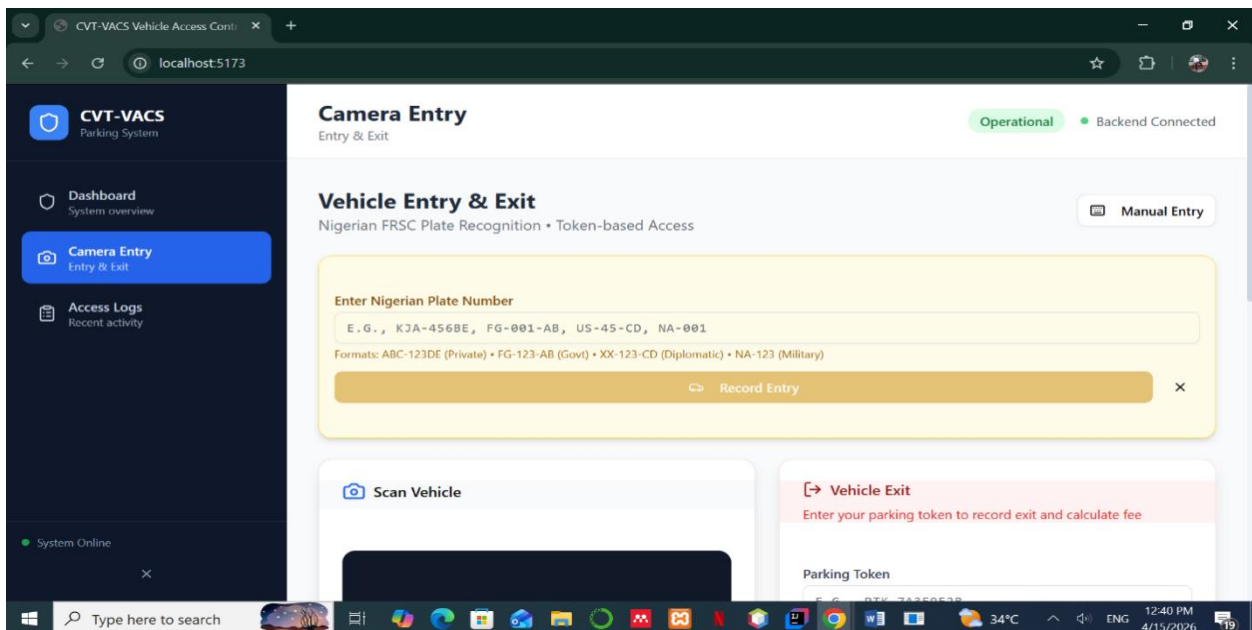 CVT-VACS Vehicle Access Contr
localhost:5173
CVT-VACS
Parking System
Dashboard
System overview
Camera Entry
Entry & Exit
Access Logs
Recent activity
System Online
Camera Entry
Entry & Exit
Operational
Backend Connected
Vehicle Entry & Exit
Nigerian FRSC Plate Recognition • Token-based Access
Manual Entry
Enter Nigerian Plate Number
E.G., KJA-456BE, FG-001-AB, US-45-CD, NA-001
Formats: ABC-123DE (Private) • FG-123-AB (Govt) • XX-123-CD (Diplomatic) • NA-123 (Military)
Record Entry
Scan Vehicle
Vehicle Exit
Enter your parking token to record exit and calculate fee
Parking Token
Type here to search
34°C
ENG
12:40 PM
4/15/2026
19